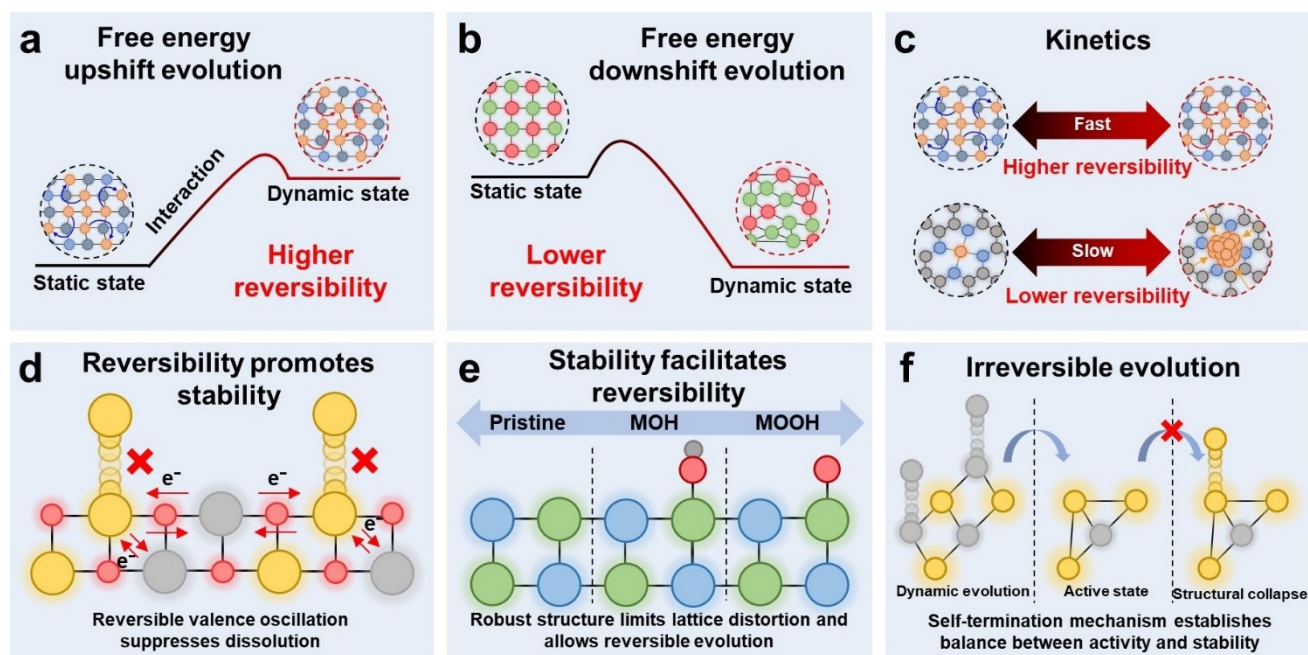 a
Free energy
upshift evolution
Interaction
Static state
Dynamic state
Higher
reversibility
b
Free energy
downshift evolution
Static state
Lower
reversibility
Dynamic state
c
Kinetics
Fast
Higher reversibility
Slow
Lower reversibility
d
Reversibility promotes
stability
e⁻
e⁻
e⁻
e⁻
Reversible valence oscillation
suppresses dissolution
e
Stability facilitates
reversibility
Pristine
MOH
MOOH
Robust structure limits lattice distortion and
allows reversible evolution
f
Irreversible evolution
Dynamic evolution
Active state
Structural collapse
Self-termination mechanism establishes
balance between activity and stability